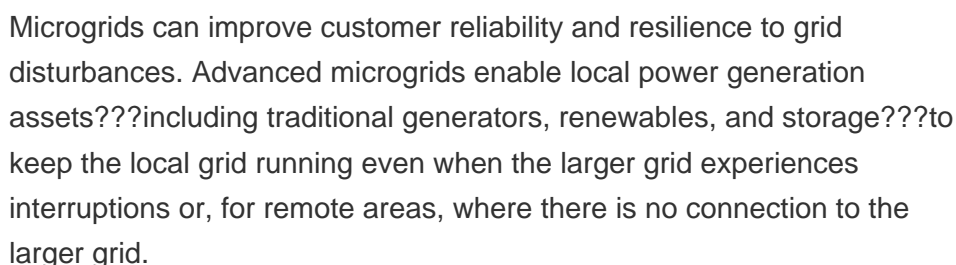 Microgrids can improve customer reliability and resilience to grid
disturbances. Advanced microgrids enable local power generation
assets???including traditional generators, renewables, and storage???to
keep the local grid running even when the larger grid experiences
interruptions or, for remote areas, where there is no connection to the
larger grid.